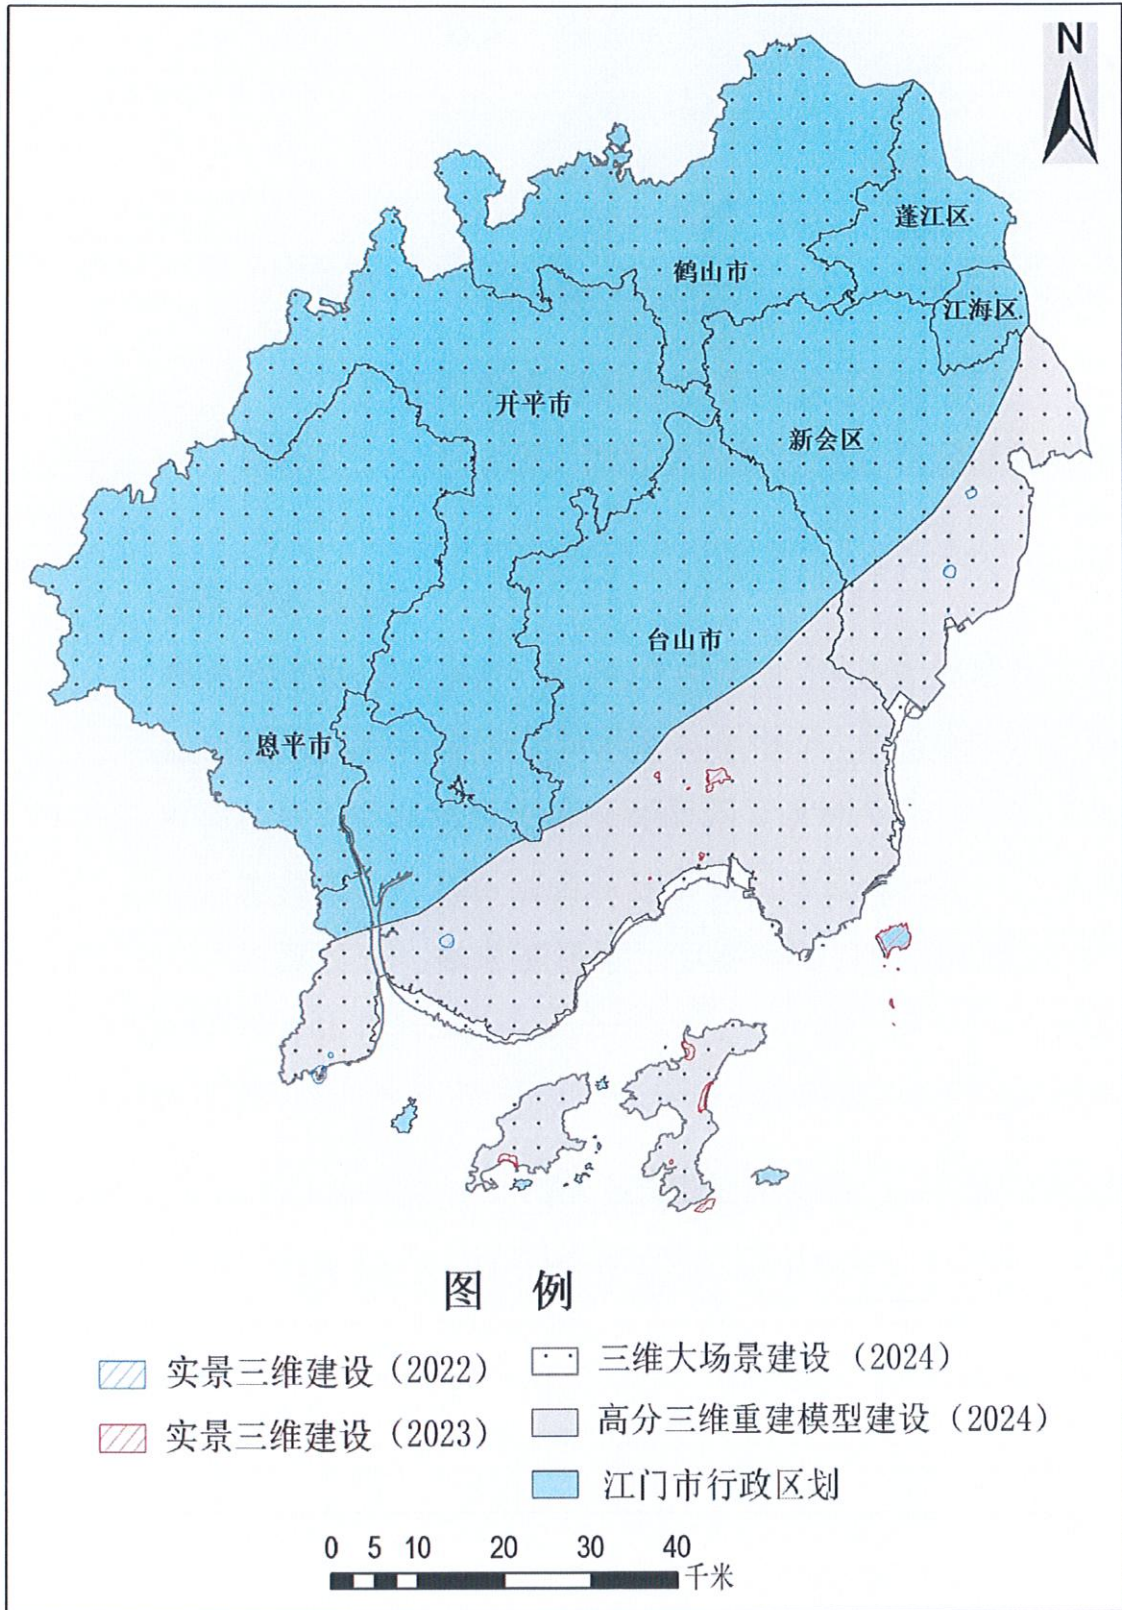 N
蓬江区
鹤山市
江海区
开平市
新会区
台山市
恩平市
图 例
实景三维建设（2022）
三维大场景建设（2024）
实景三维建设（2023）
高分三维重建模型建设（2024）
江门市行政区划
0 5 10 20 30 40
千米